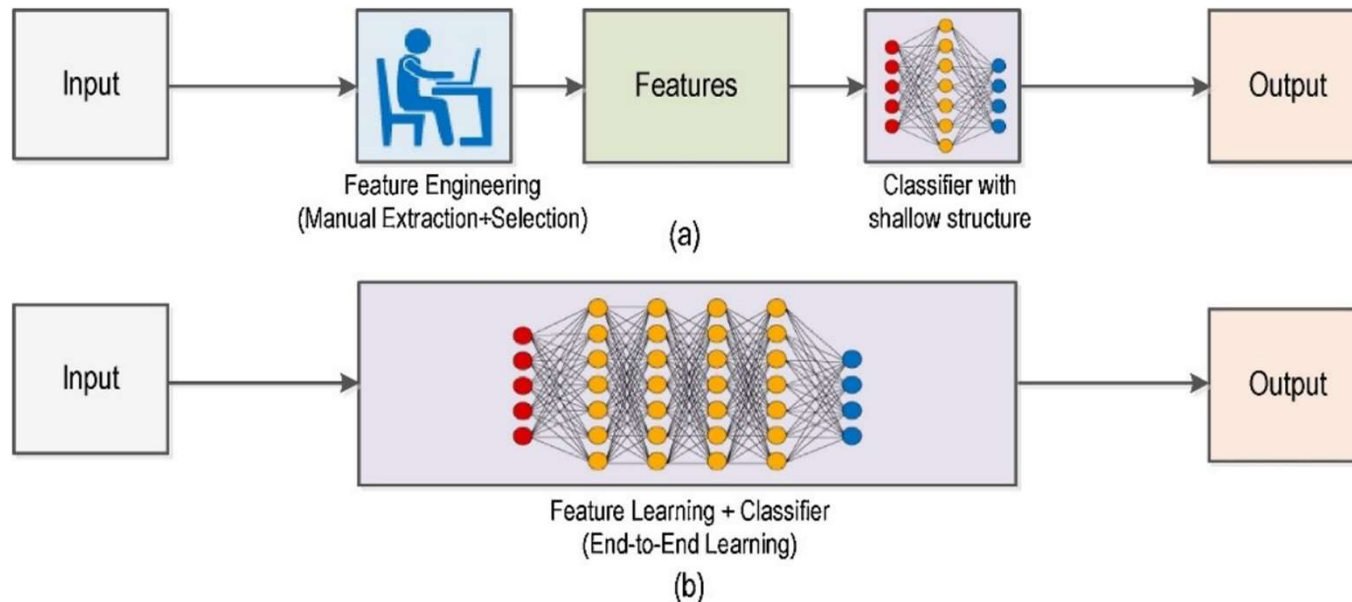 Input
Features
Output
Feature Engineering
(Manual Extraction+Selection)
Classifier with
shallow structure
(a)
Input
Output
Feature Learning + Classifier
(End-to-End Learning)
(b)